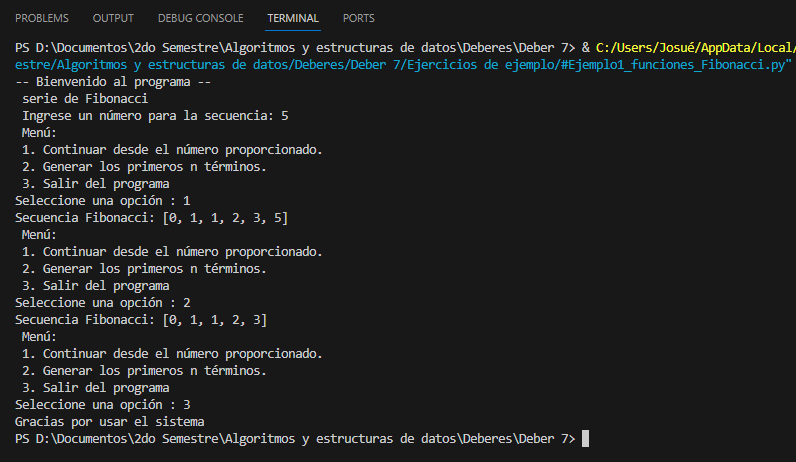 PROBLEMS OUTPUT DEBUG CONSOLE TERMINAL PORTS
PS D:\Documentos\2do Semestre\Algoritmos y estructuras de datos\Deberes\Deber 7> & C:/Users/Josué/AppData/Local/
estre/Algoritmos y estructuras de datos/Deberes/Deber 7/Ejercicios de ejemplo/#Ejemplo1_funciones_Fibonacci.py"
-- Bienvenido al programa --
serie de Fibonacci
Ingrese un número para la secuencia: 5
Menú:
1. Continuar desde el número proporcionado.
2. Generar los primeros n términos.
3. Salir del programa
Seleccione una opción : 1
Secuencia Fibonacci: [0, 1, 1, 2, 3, 5]
Menú:
1. Continuar desde el número proporcionado.
2. Generar los primeros n términos.
3. Salir del programa
Seleccione una opción : 2
Secuencia Fibonacci: [0, 1, 1, 2, 3]
Menú:
1. Continuar desde el número proporcionado.
2. Generar los primeros n términos.
3. Salir del programa
Seleccione una opción : 3
Gracias por usar el sistema
PS D:\Documentos\2do Semestre\Algoritmos y estructuras de datos\Deberes\Deber 7>